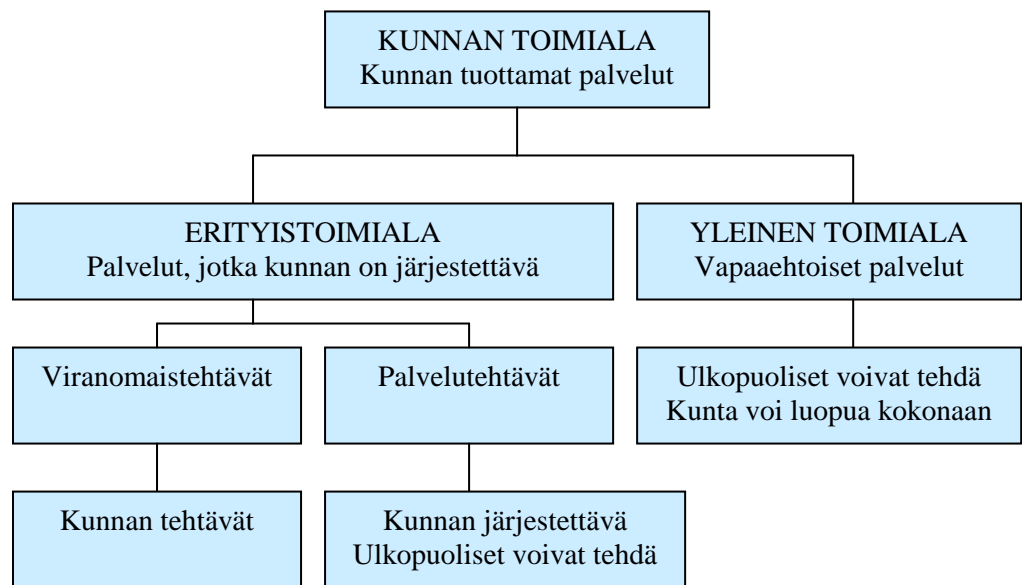 KUNNAN TOIMIALA
Kunnan tuottamat palvelut
ERITYISTOIMIALA
Palvelut, jotka kunnan on järjestettävä
YLEINEN TOIMIALA
Vapaaehtoiset palvelut
Viranomaistehtävät
Palvelutehtävät
Ulkopuoliset voivat tehdä
Kunta voi luopua kokonaan
Kunnan tehtävät
Kunnan järjestettävä
Ulkopuoliset voivat tehdä